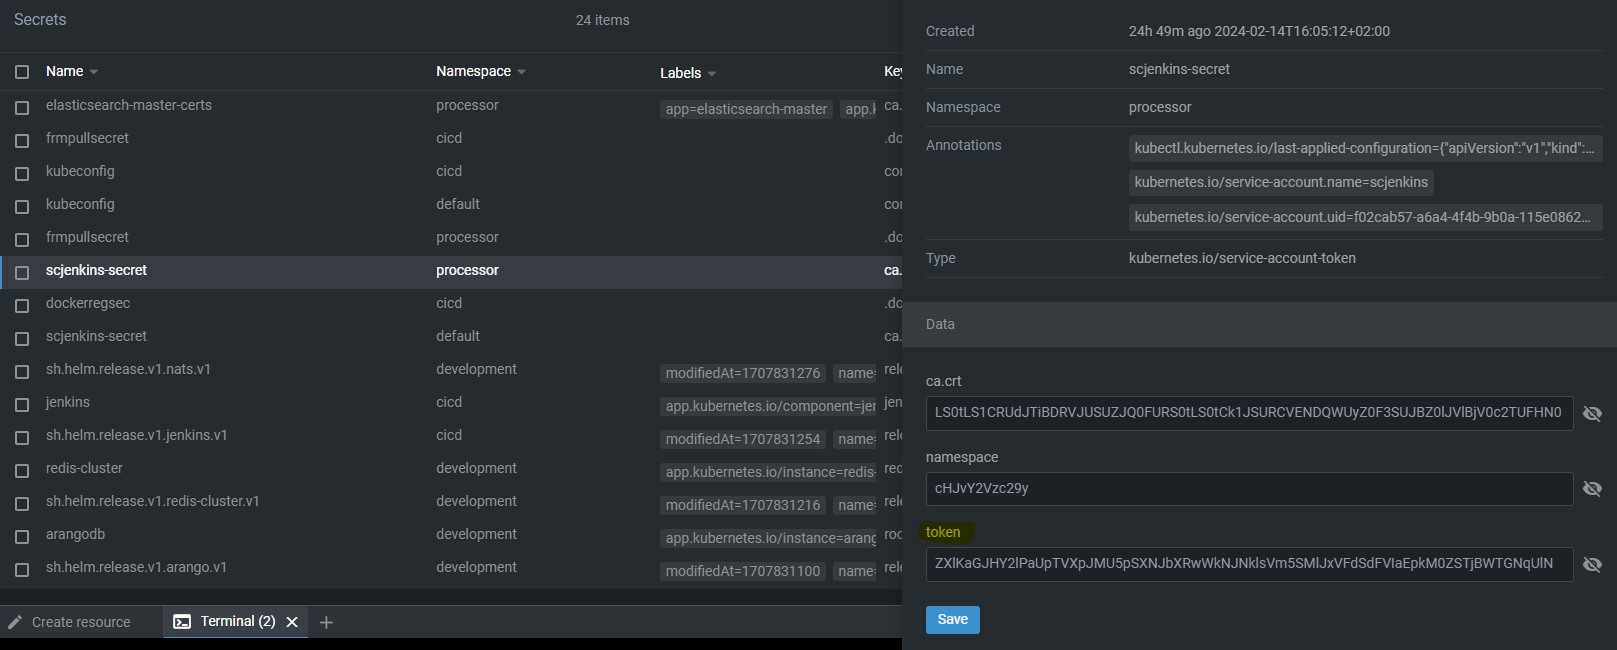 Secrets
24 items
Name
Namespace
Labels
Key
elasticsearch-master-certs processor app=elasticsearch-master app.k ca.
frmpullsecret cicd .do
kubeconfig cicd cor
kubeconfig default cor
frmpullsecret processor .do
scjenkins-secret processor ca.
dockerregsec cicd .do
scjenkins-secret default ca.
sh.helm.release.v1.nats.v1 development modifiedAt=1707831276 name= rele
jenkins cicd app.kubernetes.io/component=jer jen
sh.helm.release.v1.jenkins.v1 cicd modifiedAt=1707831254 name= rele
redis-cluster development app.kubernetes.io/instance=redis- red
sh.helm.release.v1.redis-cluster.v1 development modifiedAt=1707831216 name= rele
arangodb development app.kubernetes.io/instance=arang roo
sh.helm.release.v1.arango.v1 development modifiedAt=1707831100 name= rele
Create resource
Terminal (2)
Created 24h 49m ago 2024-02-14T16:05:12+02:00
Name scjenkins-secret
Namespace processor
Annotations kubectl.kubernetes.io/last-applied-configuration={"apiVersion":"v1","kind":...
kubernetes.io/service-account.name=scjenkins
kubernetes.io/service-account.uid=f02cab57-a6a4-4f4b-9b0a-115e0862...
Type kubernetes.io/service-account-token
Data
ca.crt
LS0tLS1CRUdJTiBDRVJUSUZJQ0FURS0tLS0tCk1JSURCVENDQWUyZ0F3SUJBZ0lJVlBjV0c2TUFHN0
namespace
cHJvY2Vzc29y
token
ZXlKaGJHY2lPaUpTVXpJMU5pSXNJbXRwWkNJNklsVm5SMlJxVFdSdFVIaEpkM0ZSTjBWTGNqUlN
Save